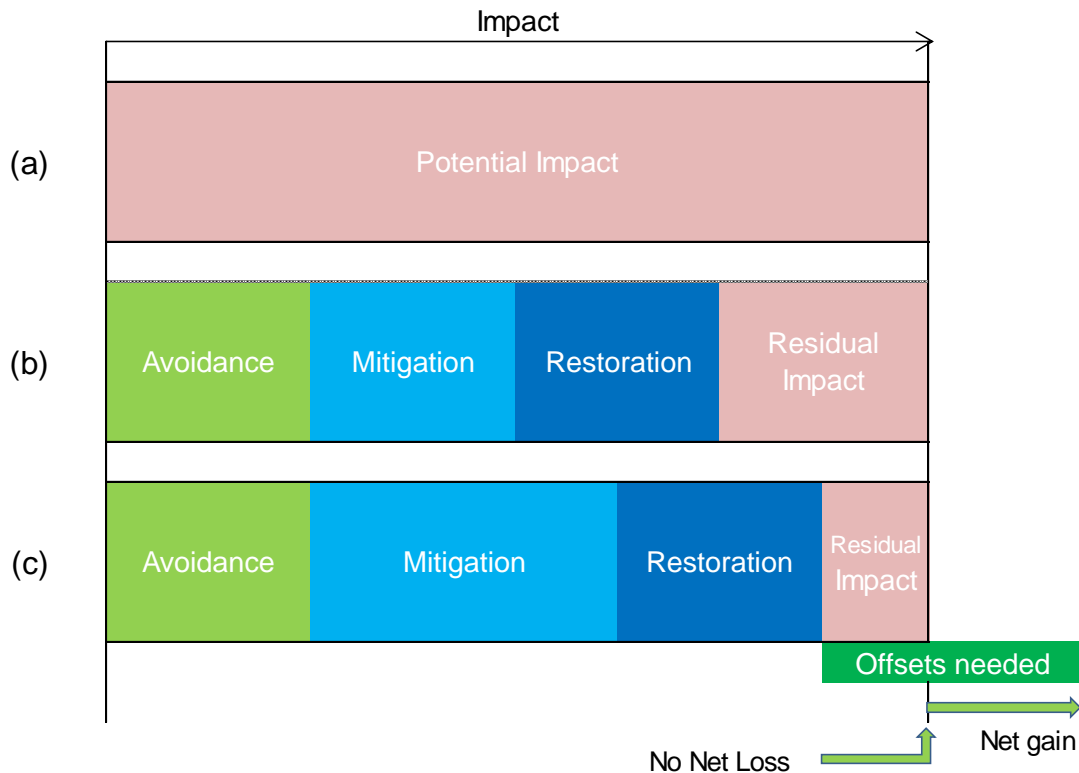 Impact
(a)
Potential Impact
(b)
Avoidance
Mitigation
Restoration
Residual
Impact
(c)
Avoidance
Mitigation
Restoration
Residual
Impact
Offsets needed
Net gain
No Net Loss